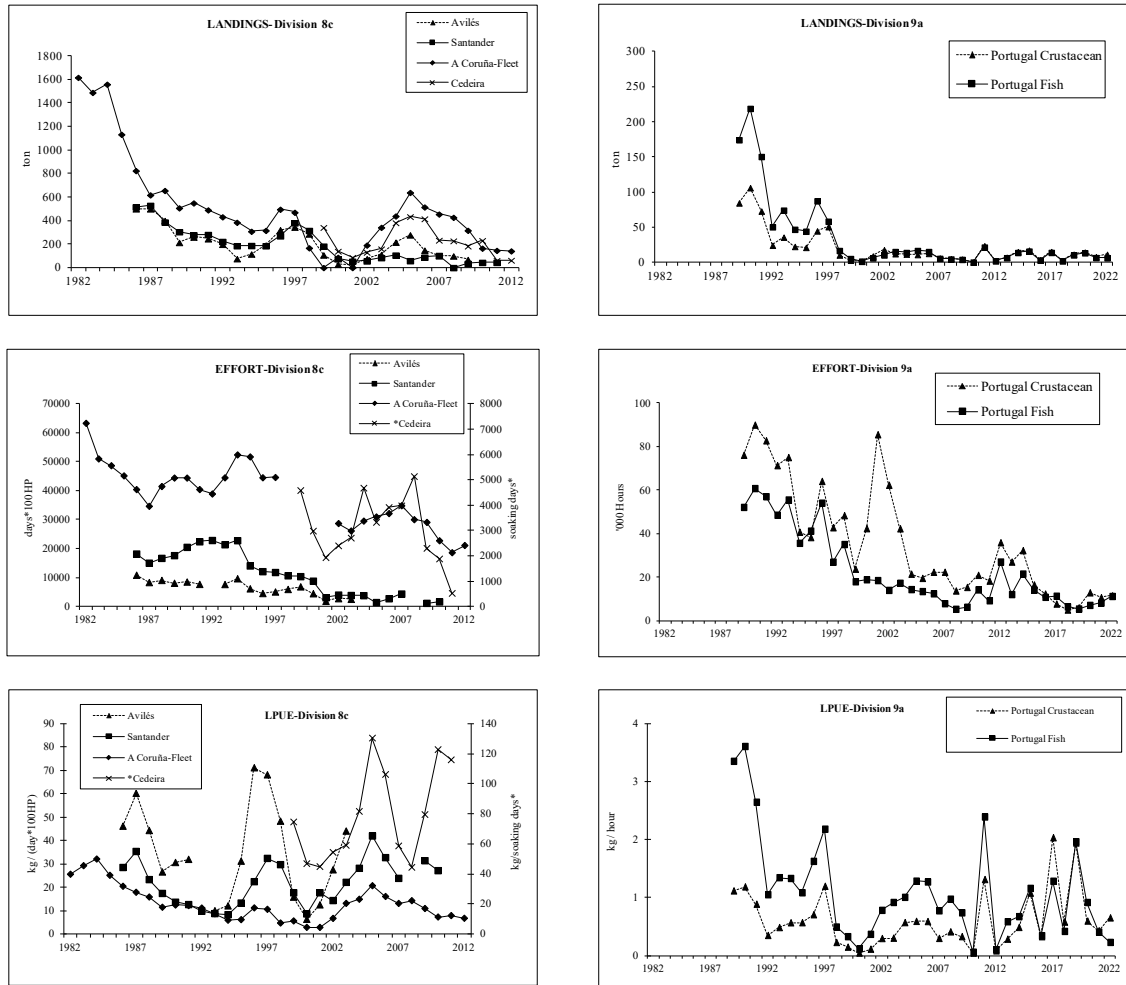 LANDINGS-Division 8c
Avilés
Santander
A Coruña-Fleet
Cedeira
ton
1800
1600
1400
1200
1000
800
600
400
200
0
1982 1987 1992 1997 2002 2007 2012
LANDINGS-Division 9a
Portugal Crustacean
Portugal Fish
ton
300
250
200
150
100
50
0
1982 1987 1992 1997 2002 2007 2012 2017 2022
EFFORT-Division 8c
Avilés
Santander
A Coruña-Fleet
*Cedeira
days*100HP
70000
60000
50000
40000
30000
20000
10000
0
8000
7000
6000
5000
4000
3000
2000
1000
0
soaking days*
1982 1987 1992 1997 2002 2007 2012
EFFORT-Division 9a
Portugal Crustacean
Portugal Fish
'000 Hours
100
80
60
40
20
0
1982 1987 1992 1997 2002 2007 2012 2017 2022
LPUE-Division 8c
Avilés
Santander
A Coruña-Fleet
*Cedeira
kg/ (day*100HP)
90
80
70
60
50
40
30
20
10
0
140
120
100
80
60
40
20
0
kg/soaking days*
1982 1987 1992 1997 2002 2007 2012
LPUE-Division 9a
Portugal Crustacean
Portugal Fish
kg/ hour
4
3
2
1
0
1982 1987 1992 1997 2002 2007 2012 2017 2022